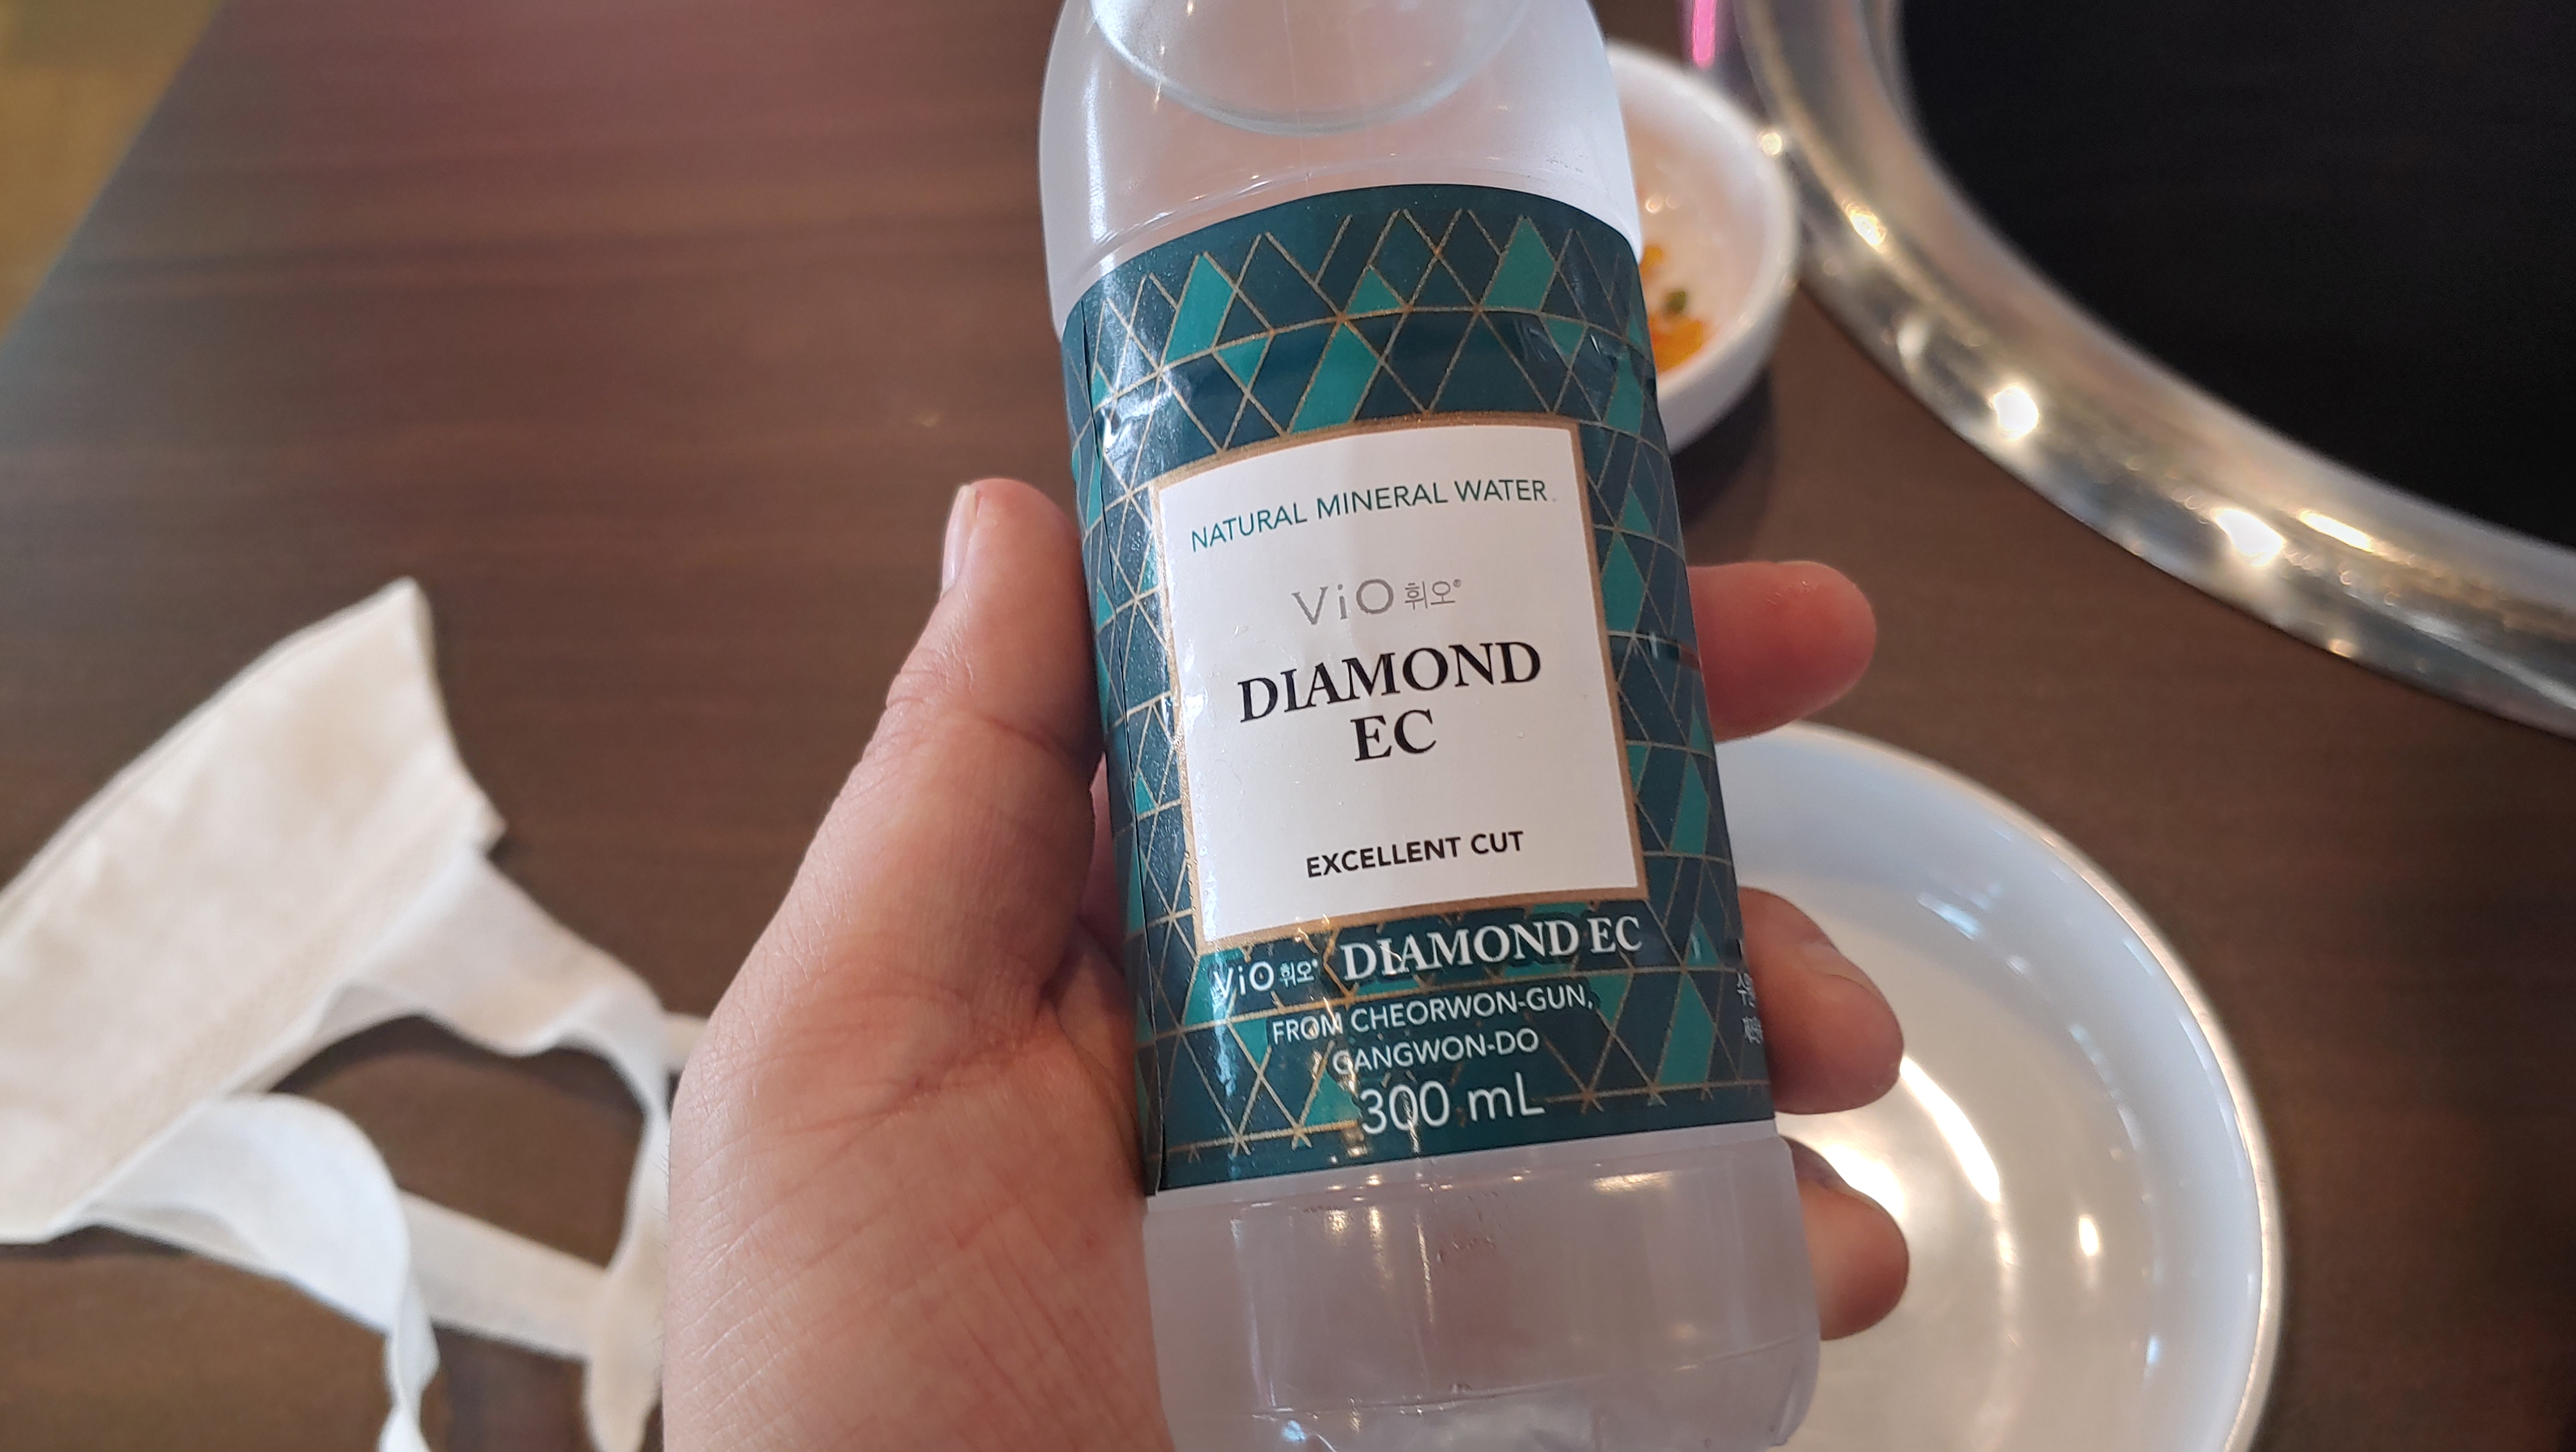 NATURAL MINERAL WATER
ViO 휘오®
DIAMOND
EC
EXCELLENT CUT
ViO 휘오® DIAMOND EC
FROM CHEORWON-GUN,
GANGWON-DO
300 mL